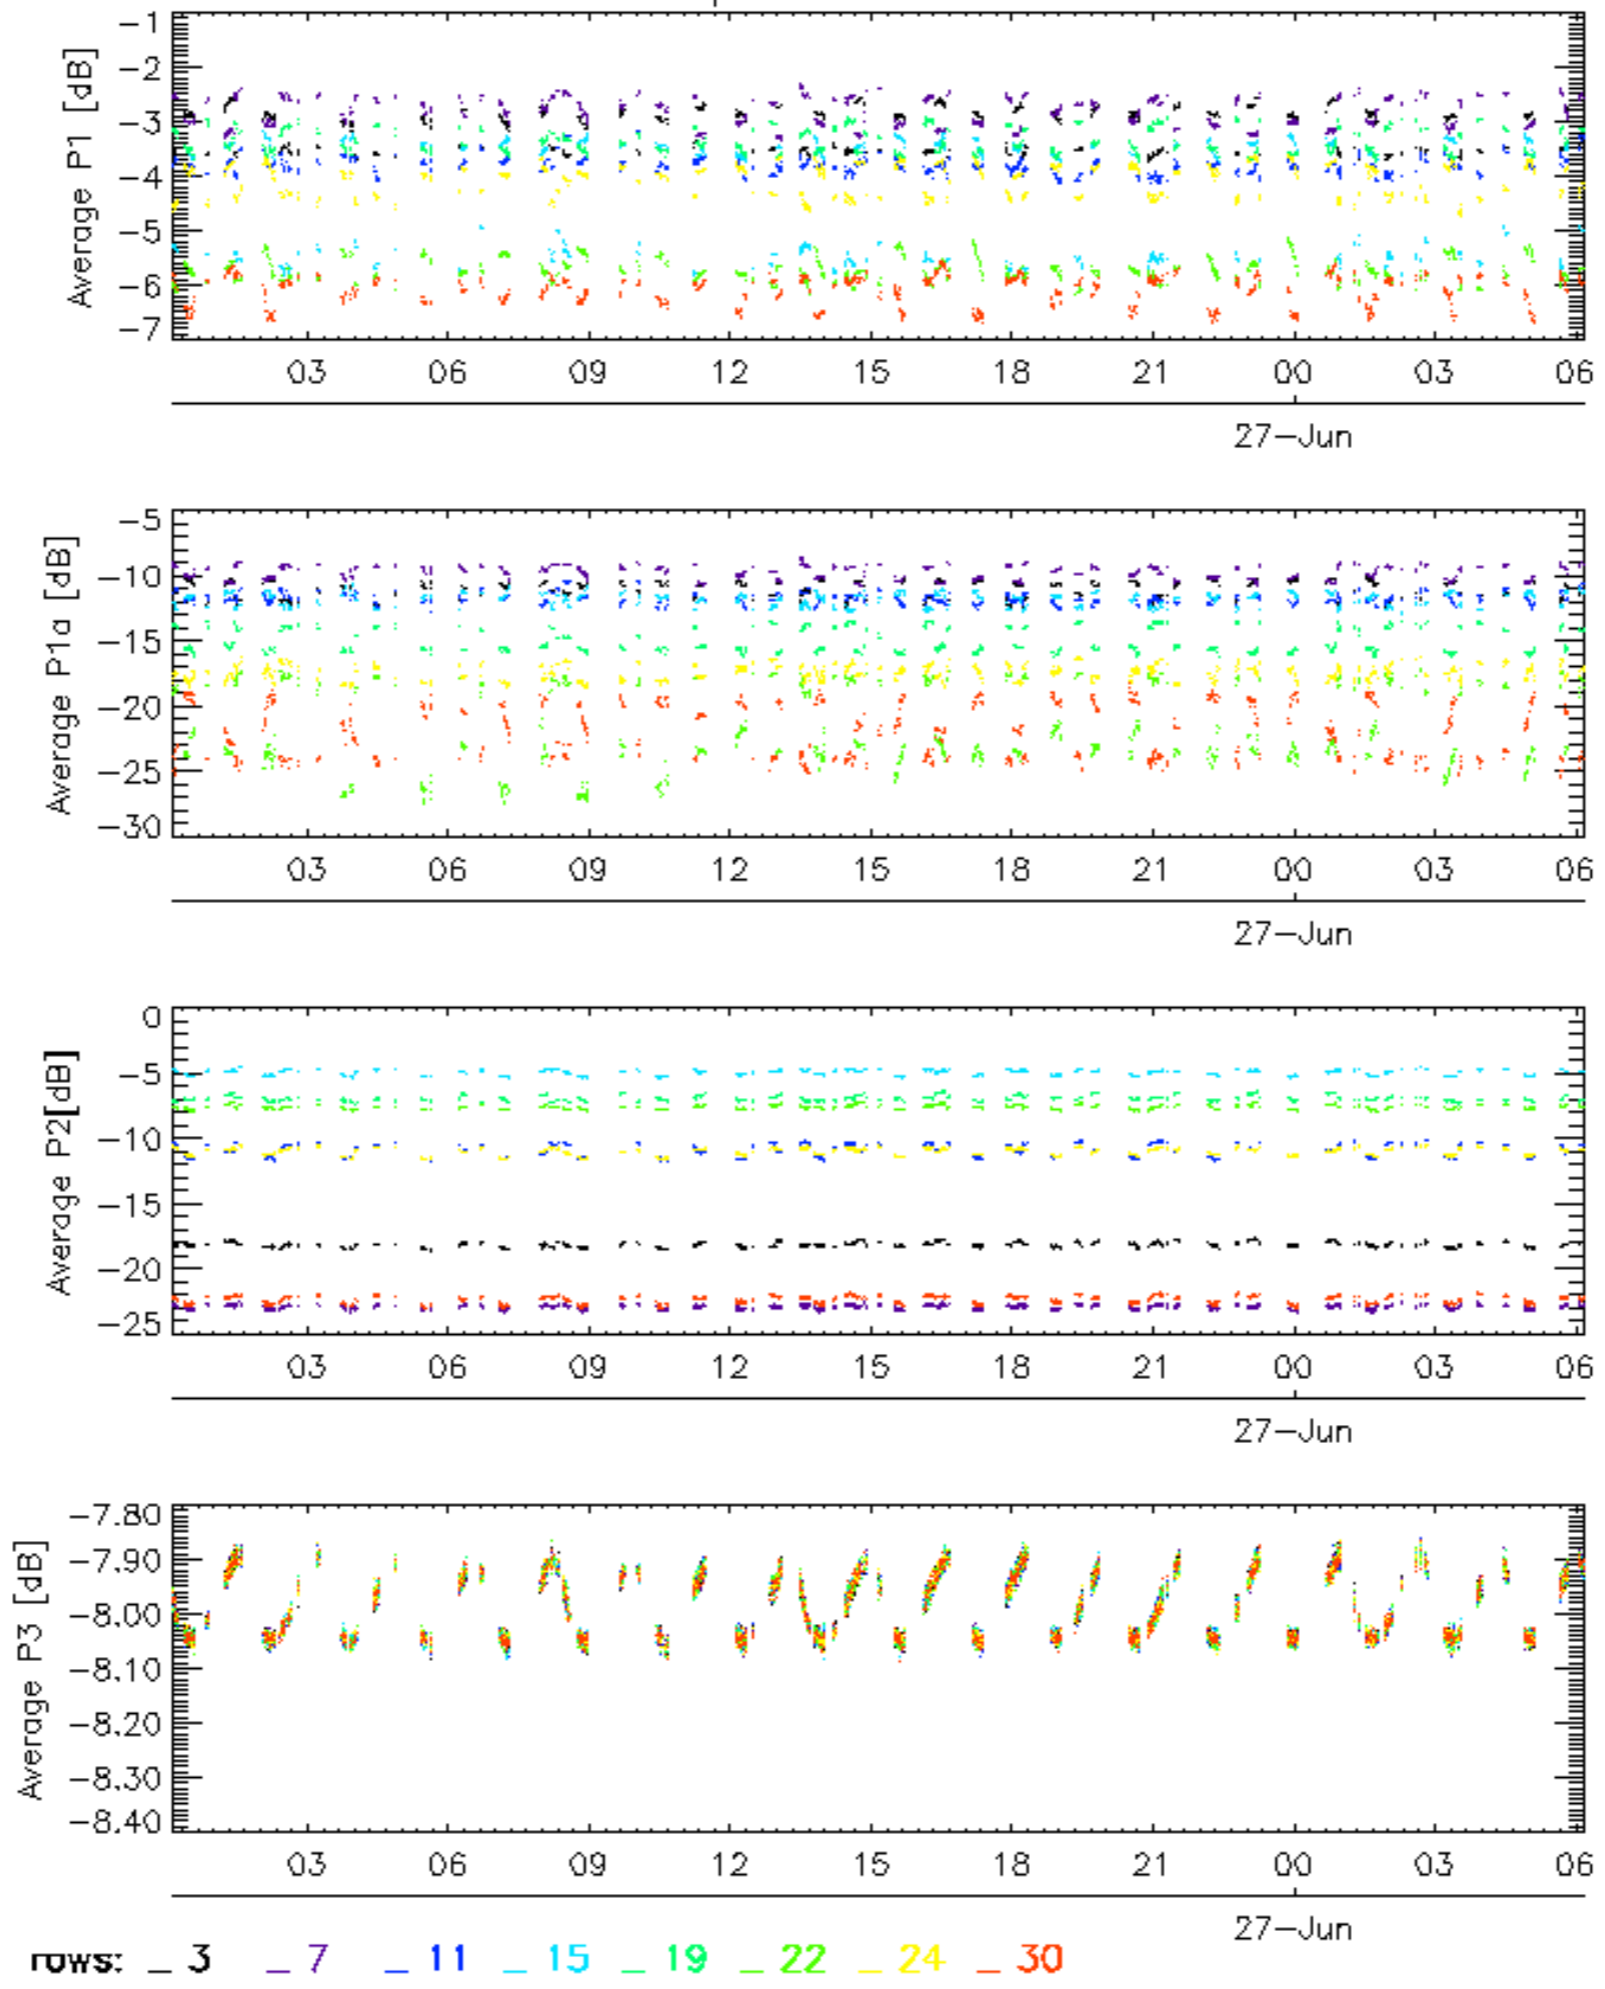 Average P1 [dB]
−1
−2
−3
−4
−5
−6
−7
03 06 09 12 15 18 21 00 03 06
27−Jun
Average P1a [dB]
−5
−10
−15
−20
−25
−30
03 06 09 12 15 18 21 00 03 06
27−Jun
Average P2[dB]
0
−5
−10
−15
−20
−25
03 06 09 12 15 18 21 00 03 06
27−Jun
Average P3 [dB]
−7.80
−7.90
−8.00
−8.10
−8.20
−8.30
−8.40
03 06 09 12 15 18 21 00 03 06
27−Jun
rows: _ 3 _ 7 _ 11 _ 15 _ 19 _ 22 _ 24 _ 30